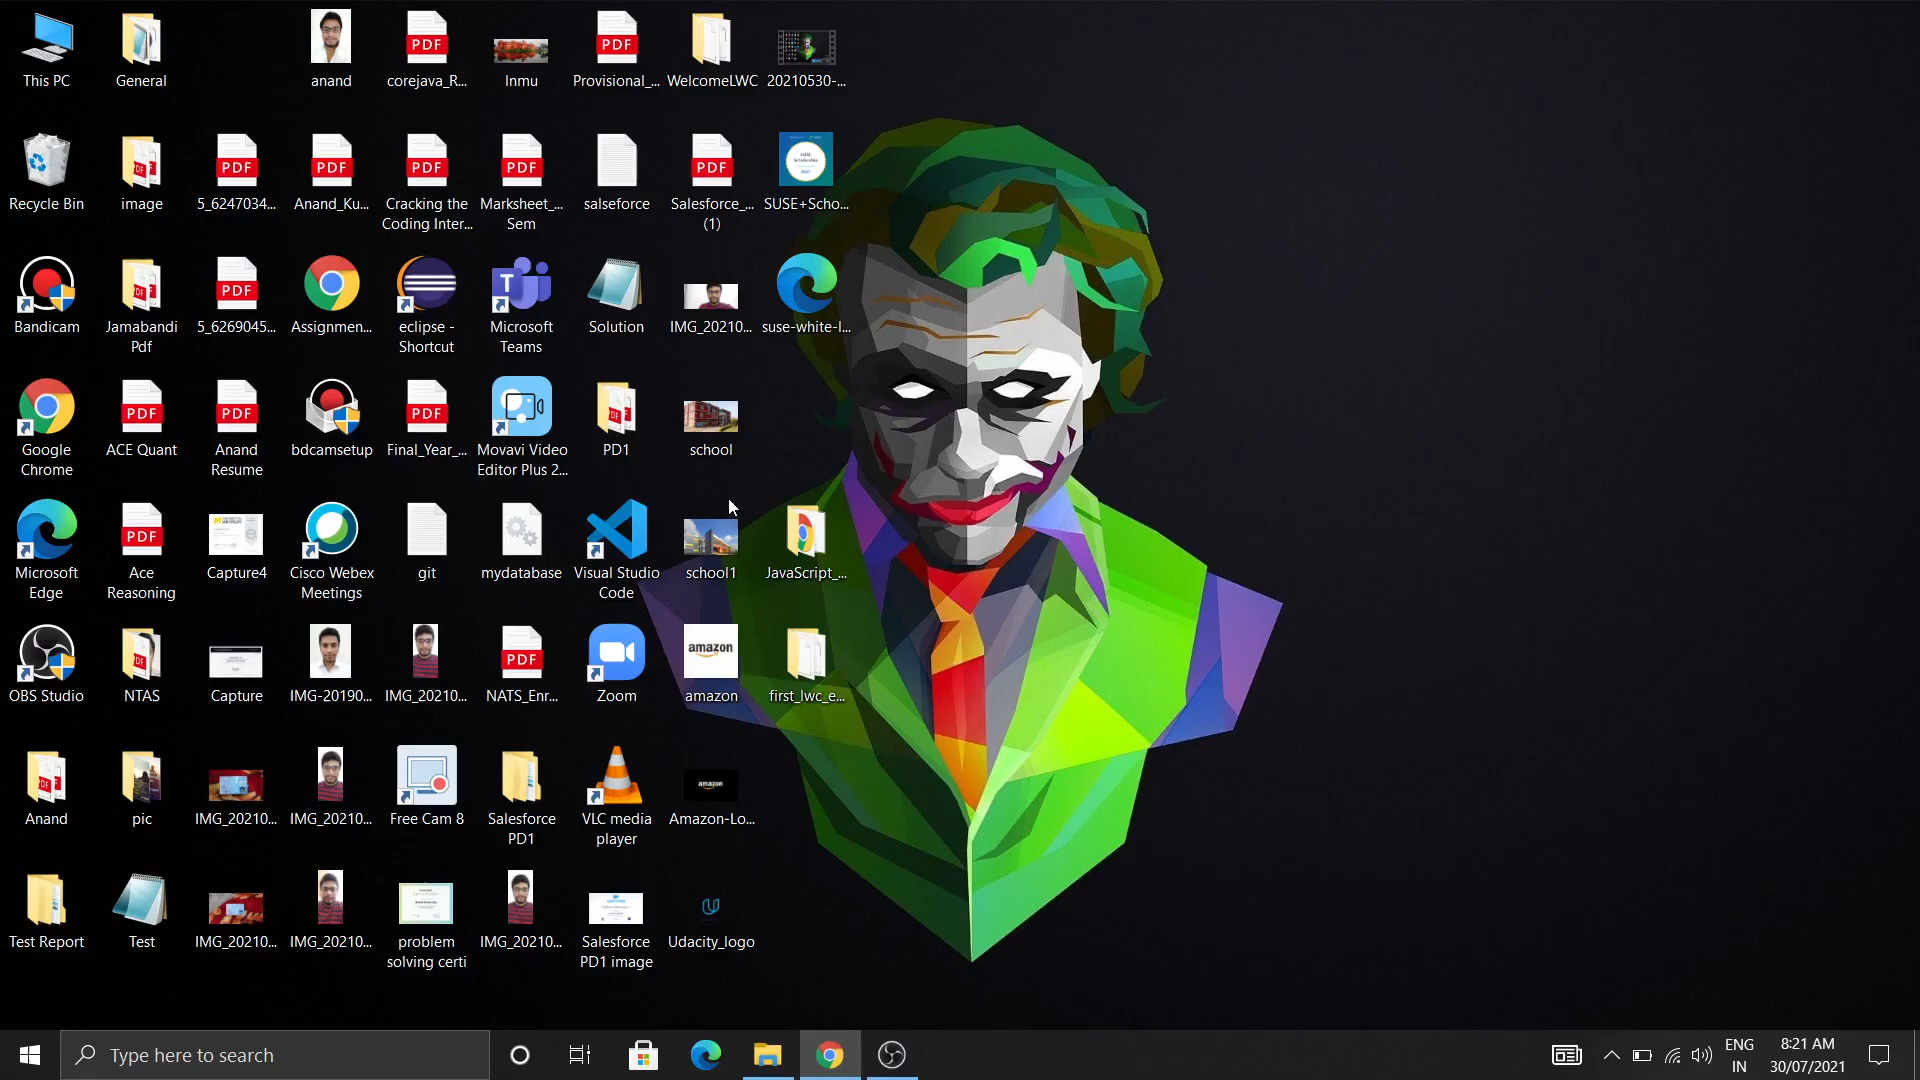 This PC
General
anand
corejava_R...
Inmu
Provisional_...
WelcomeLWC
20210530-...
Recycle Bin
image
5_6247034...
Anand_Ku...
Cracking the
Coding Inter...
Marksheet_...
Sem
salseforce
Salesforce_...
(1)
SUSE+Scho...
Bandicam
Jamabandi
Pdf
5_6269045...
Assignmen...
eclipse -
Shortcut
Microsoft
Teams
Solution
IMG_20210...
suse-white-l...
Google
Chrome
ACE Quant
Anand
Resume
bdcamsetup
Final_Year_...
Movavi Video
Editor Plus 2...
PD1
school
Microsoft
Edge
Ace
Reasoning
Capture4
Cisco Webex
Meetings
git
mydatabase
Visual Studio
Code
school1
JavaScript_...
OBS Studio
NTAS
Capture
IMG-20190...
IMG_20210...
NATS_Enr...
Zoom
amazon
amazon
first_lwc_e...
Anand
pic
IMG_20210...
IMG_20210...
Free Cam 8
Salesforce
PD1
VLC media
player
amazon
Amazon-Lo...
Test Report
Test
IMG_20210...
IMG_20210...
problem
solving certi
IMG_20210...
Salesforce
PD1 image
Udacity_logo
Type here to search
ENG
IN
8:21 AM
30/07/2021